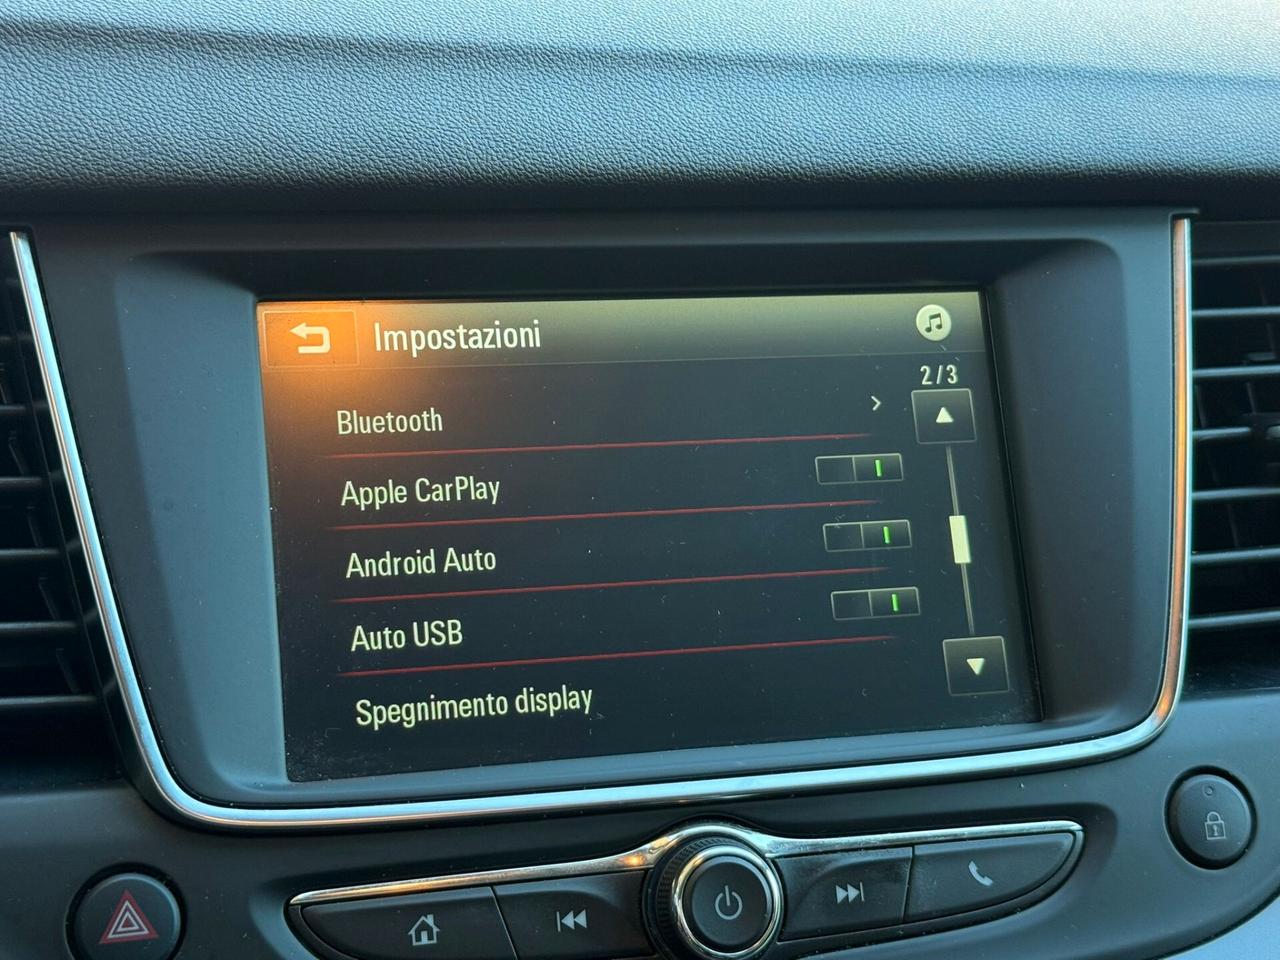 Impostazioni
2/3
Bluetooth
Apple CarPlay
Android Auto
Auto USB
Spegnimento display